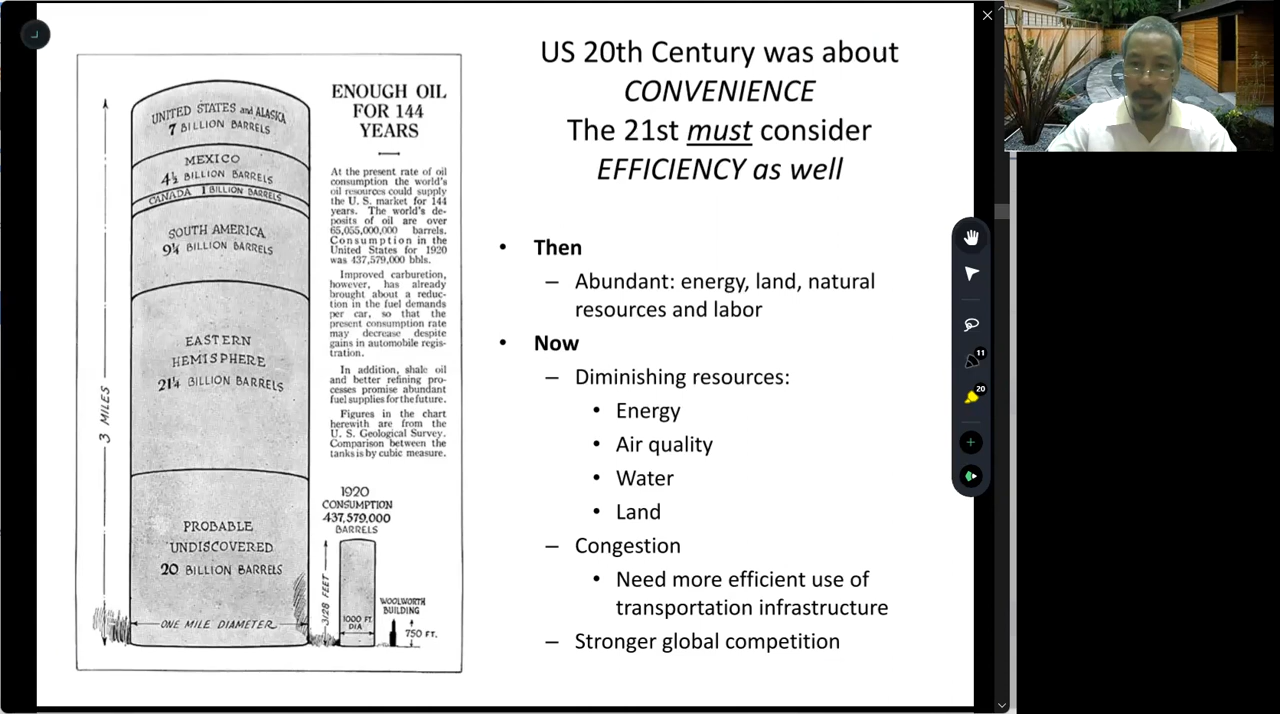 US 20th Century was about
CONVENIENCE
The 21st must consider
EFFICIENCY as well
UNITED STATES and ALASKA
7 BILLION BARRELS
MEXICO
4½ BILLION BARRELS
CANADA 1 BILLION BARRELS
SOUTH AMERICA
9¼ BILLION BARRELS
EASTERN
HEMISPHERE
21¼ BILLION BARRELS
PROBABLE
UNDISCOVERED
20 BILLION BARRELS
ONE MILE DIAMETER
3 MILES
ENOUGH OIL
FOR 144
YEARS
At the present rate of oil
consumption the world's
oil resources could supply
the U. S. market for 144
years. The world's de-
posits of oil are over
65,055,000,000 barrels.
Consumption in the
United States for 1920
was 437,579,000 bbls.
Improved carburetion,
however, has already
brought about a reduc-
tion in the fuel demands
per car, so that the
present consumption rate
may decrease despite
gains in automobile regis-
tration.
In addition, shale oil
and better refining pro-
cesses promise abundant
fuel supplies for the future.
Figures in the chart
herewith are from the
U. S. Geological Survey.
Comparison between the
tanks is by cubic measure.
1920
CONSUMPTION
437,579,000
BARRELS
3128 FEET
1000 FT.
DIA
WOOLWORTH
BUILDING
750 FT.
• Then
– Abundant: energy, land, natural
resources and labor
• Now
– Diminishing resources:
• Energy
• Air quality
• Water
• Land
– Congestion
• Need more efficient use of
transportation infrastructure
– Stronger global competition
11
20